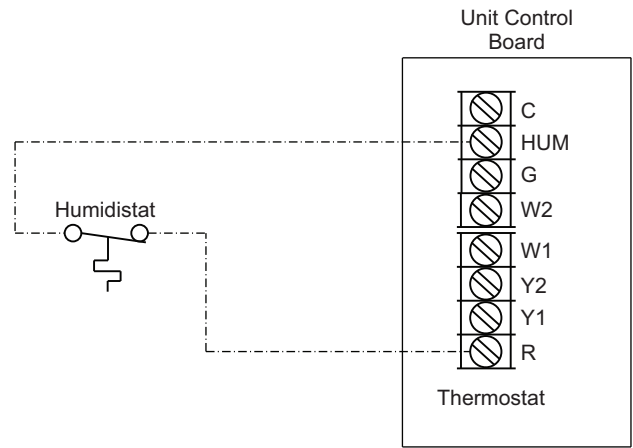 Unit Control
Board
C
HUM
G
W2
Humidistat
W1
Y2
Y1
R
Thermostat